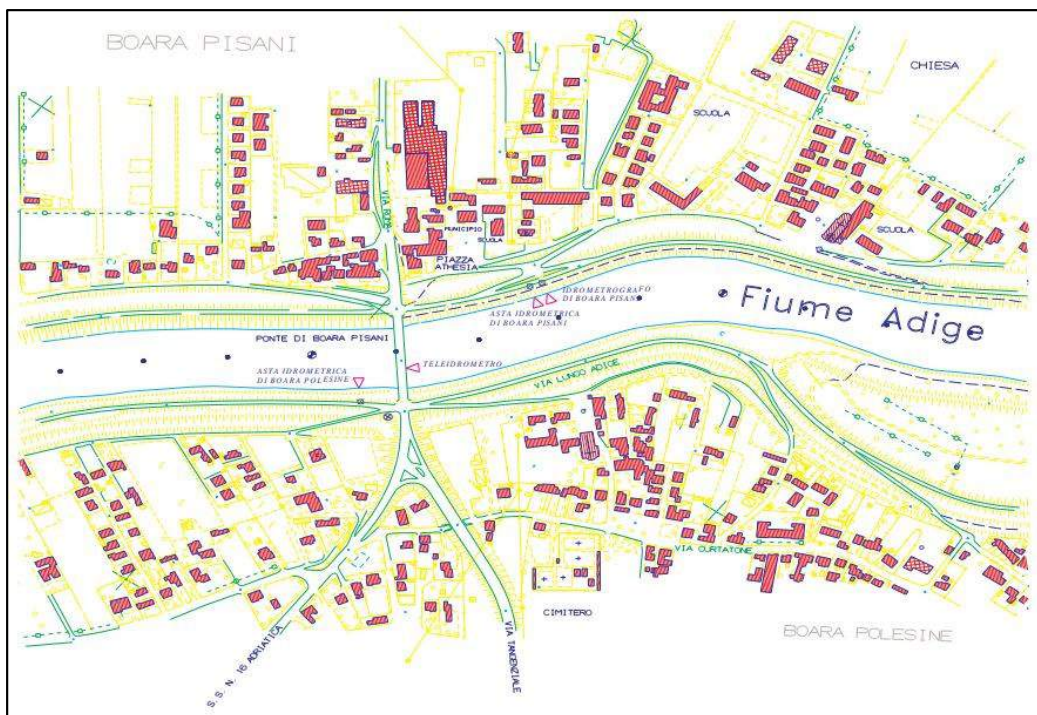 BOARA PISANI
CHIESA
SCUOLA
VIA ROMA
MUNICIPIO
SCUOLA
SCUOLA
PIAZZA
ATHESIA
IDROMETROGRAFO
DI BOARA PISANI
ASTA IDROMETRICA
DI BOARA PISANI
Fiume Adige
PONTE DI BOARA PISANI
TELEIDROMETRO
ASTA IDROMETRICA
DI BOARA POLESINE
VIA LUNGO ADIGE
VIA CURTATONE
CIMITERO
BOARA POLESINE
S.S. N. 16 ADRIATICA
VIA TANGENZIALE